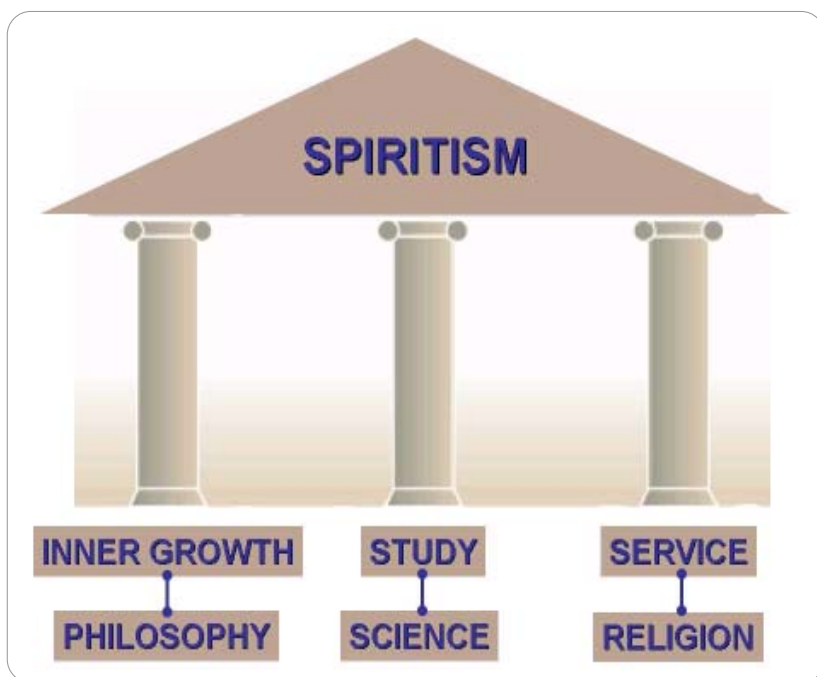 SPIRITISM
INNER GROWTH
STUDY
SERVICE
PHILOSOPHY
SCIENCE
RELIGION